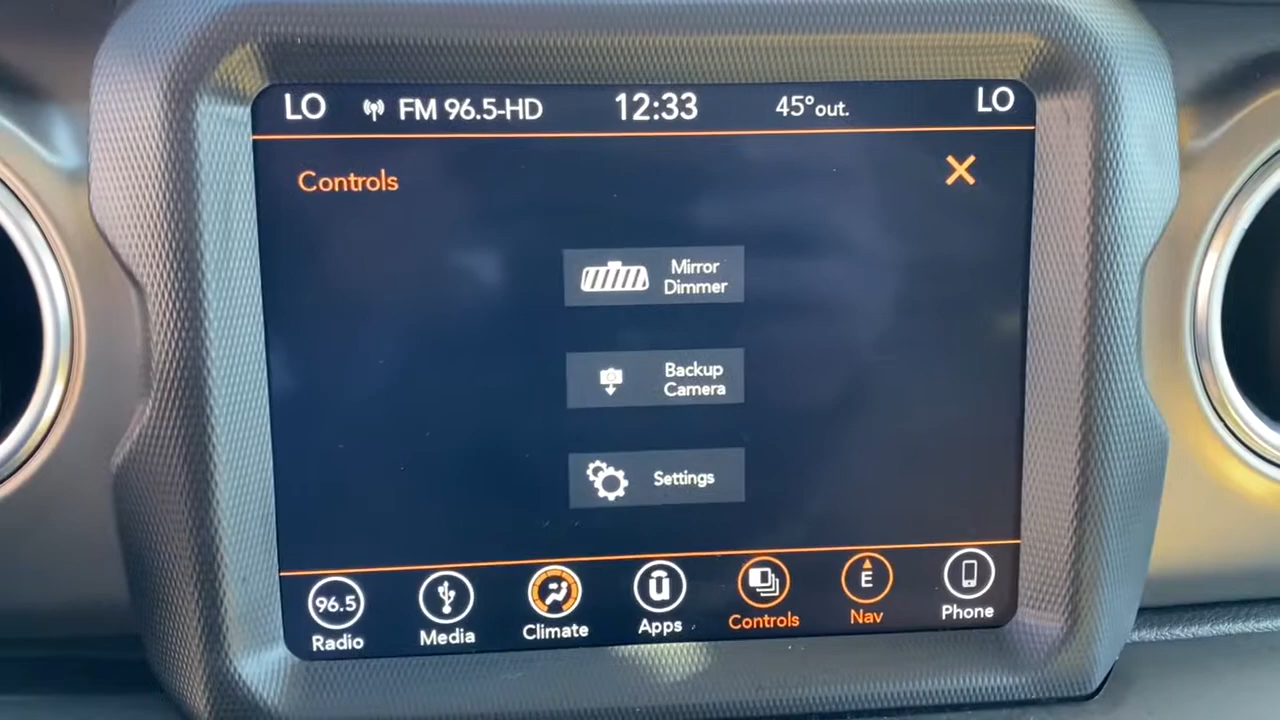 LO FM 96.5-HD 12:33 45°out. LO
Controls
Mirror
Dimmer
Backup
Camera
Settings
96.5 ū E
Radio Media Climate Apps Controls Nav Phone